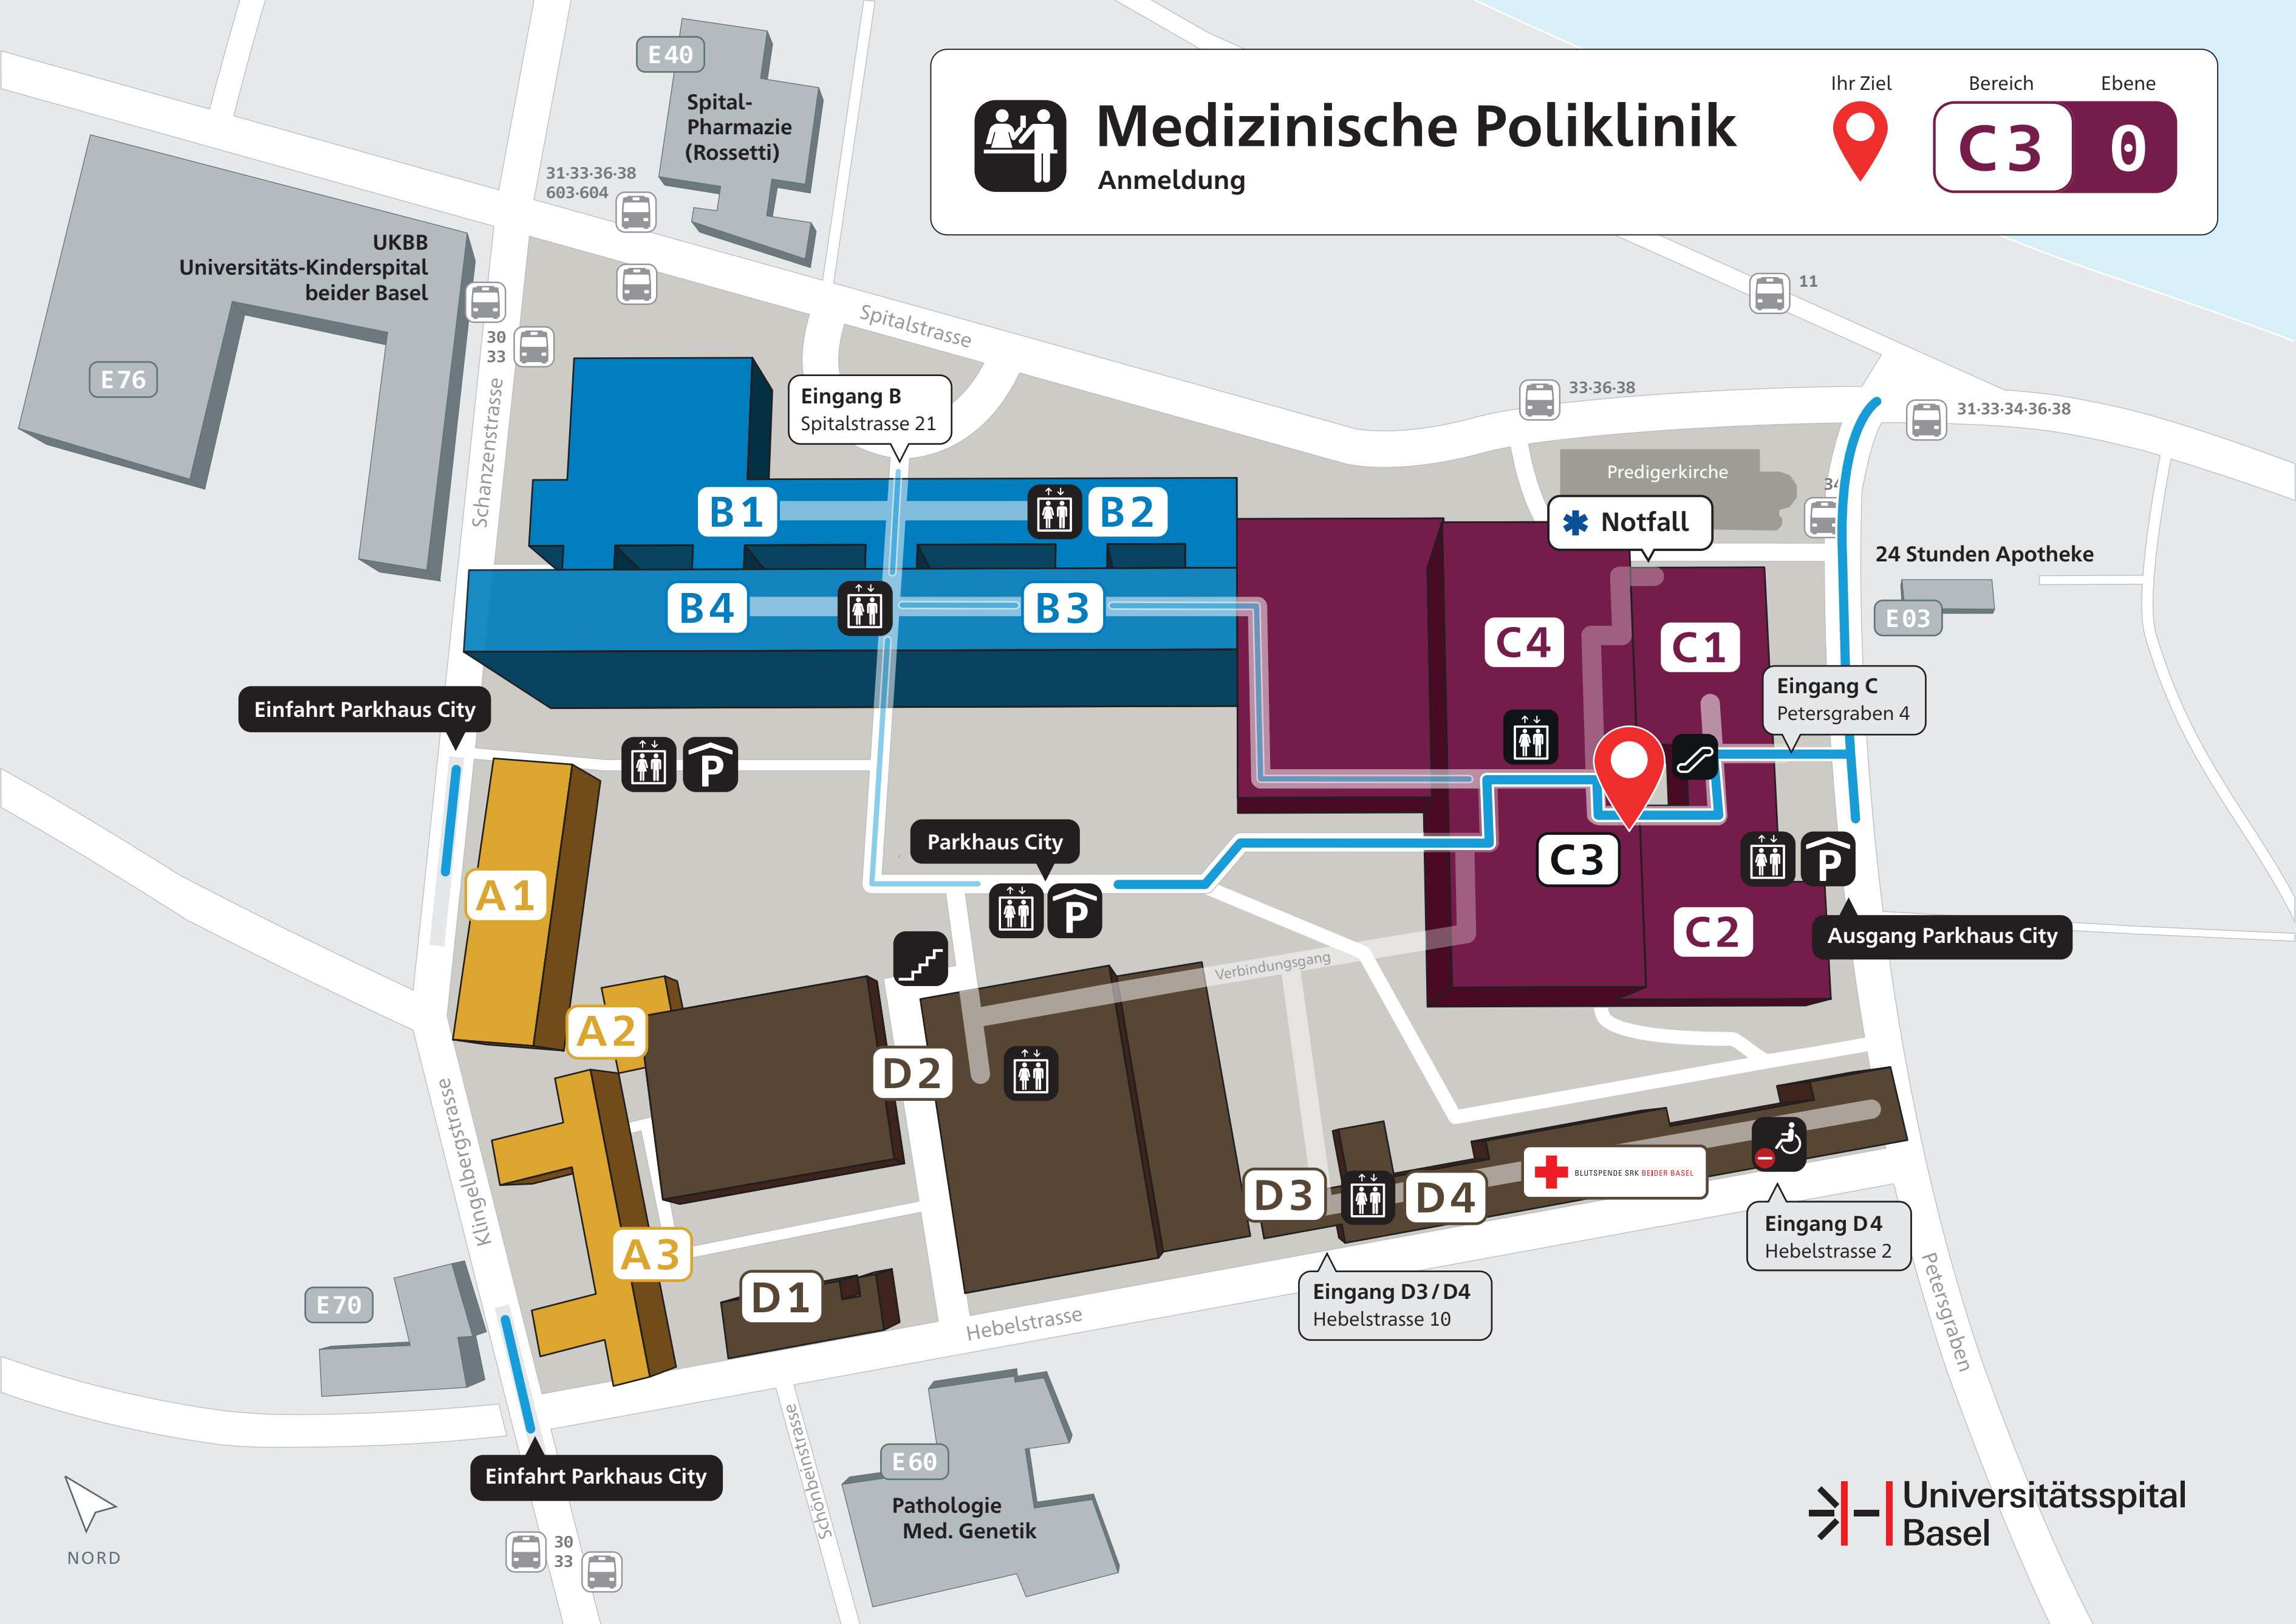 E40
Spital-
Pharmazie
(Rossetti)
Medizinische Poliklinik
Anmeldung
Ihr Ziel
Bereich
Ebene
C3
0
31·33·36·38
603·604
UKBB
Universitäts-Kinderspital
beider Basel
E76
30
33
Schanzenstrasse
Spitalstrasse
11
33·36·38
31·33·34·36·38
Eingang B
Spitalstrasse 21
Predigerkirche
Notfall
B1
B2
B4
B3
24 Stunden Apotheke
E03
C4
C1
Eingang C
Petersgraben 4
Einfahrt Parkhaus City
P
Parkhaus City
P
C3
P
C2
Ausgang Parkhaus City
A1
A2
Verbindungsgang
D2
Klingelbergstrasse
A3
D1
D3
D4
BLUTSPENDE SRK BEIDER BASEL
Eingang D4
Hebelstrasse 2
Eingang D3/D4
Hebelstrasse 10
Hebelstrasse
Petersgraben
E70
Einfahrt Parkhaus City
Schönbeinstrasse
E60
Pathologie
Med. Genetik
30
33
NORD
Universitätsspital
Basel